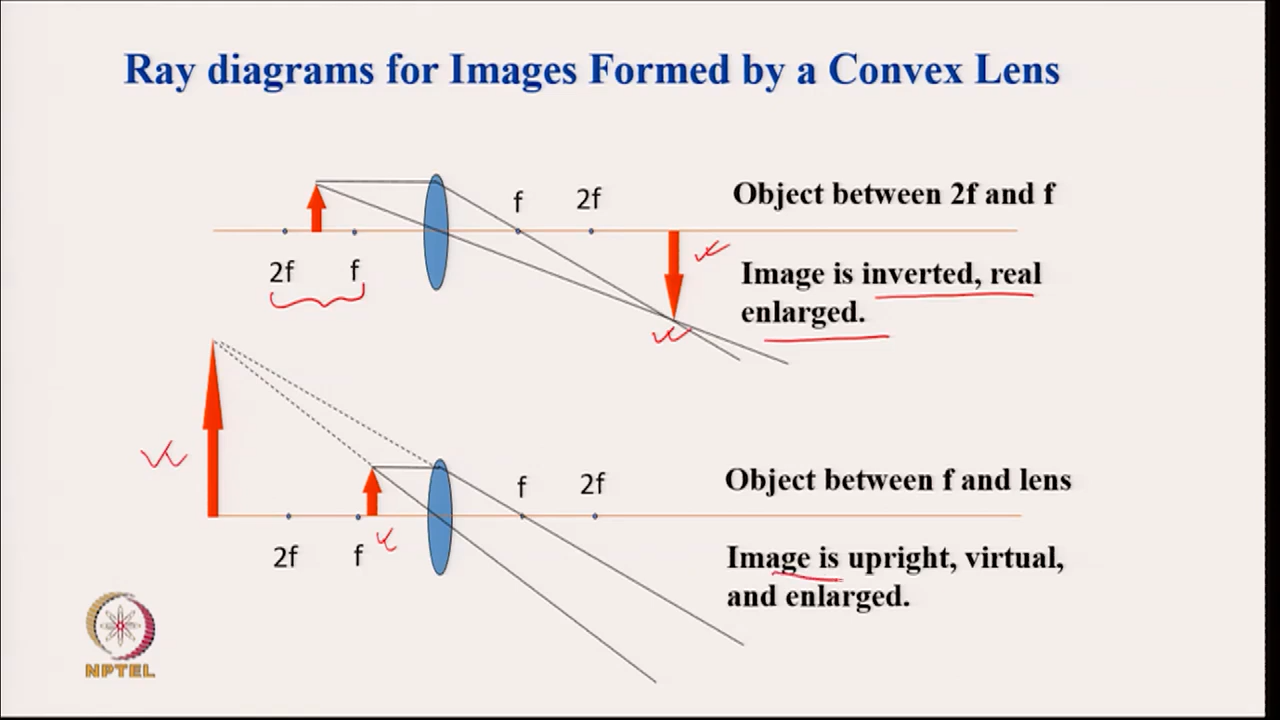 Ray diagrams for Images Formed by a Convex Lens
f 2f
Object between 2f and f
2f f
Image is inverted, real
enlarged.
f 2f
Object between f and lens
2f f
Image is upright, virtual,
and enlarged.
NPTEL